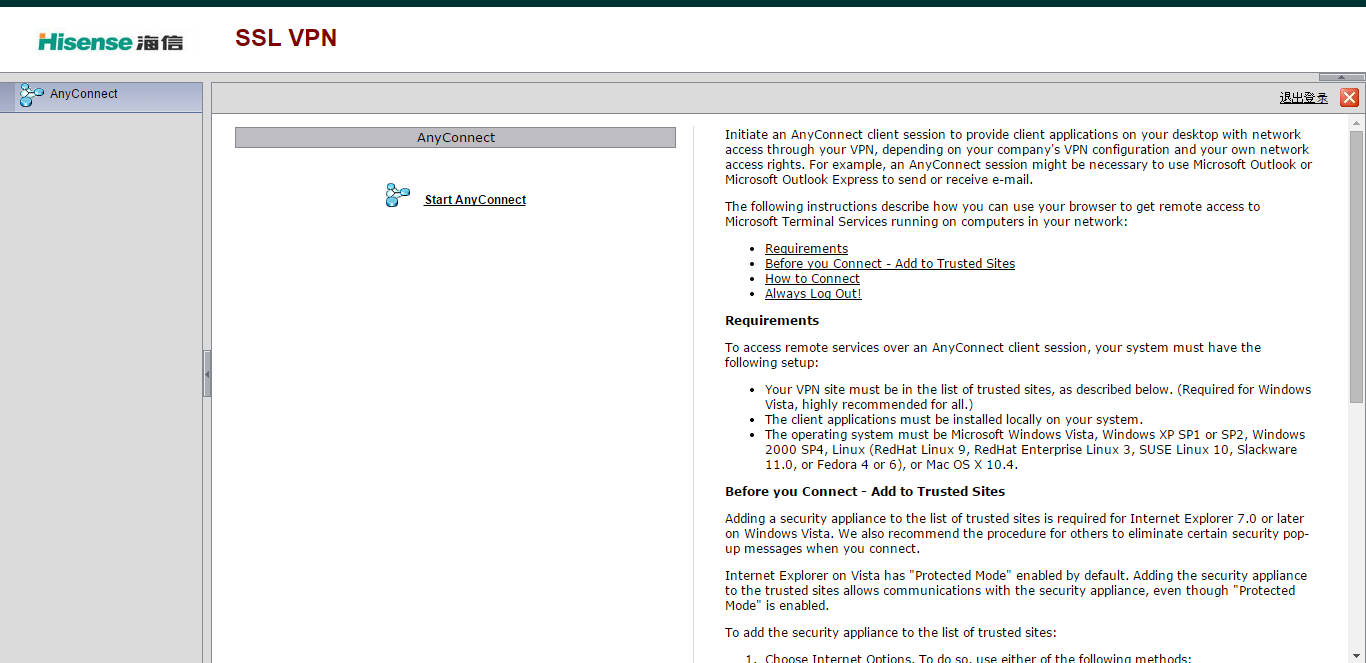 Hisense 海信
SSL VPN
AnyConnect
退出登录
AnyConnect
Start AnyConnect
Initiate an AnyConnect client session to provide client applications on your desktop with network
access through your VPN, depending on your company's VPN configuration and your own network
access rights. For example, an AnyConnect session might be necessary to use Microsoft Outlook or
Microsoft Outlook Express to send or receive e-mail.
The following instructions describe how you can use your browser to get remote access to
Microsoft Terminal Services running on computers in your network:
• Requirements
• Before you Connect - Add to Trusted Sites
• How to Connect
• Always Log Out!
Requirements
To access remote services over an AnyConnect client session, your system must have the
following setup:
• Your VPN site must be in the list of trusted sites, as described below. (Required for Windows
Vista, highly recommended for all.)
• The client applications must be installed locally on your system.
• The operating system must be Microsoft Windows Vista, Windows XP SP1 or SP2, Windows
2000 SP4, Linux (RedHat Linux 9, RedHat Enterprise Linux 3, SUSE Linux 10, Slackware
11.0, or Fedora 4 or 6), or Mac OS X 10.4.
Before you Connect - Add to Trusted Sites
Adding a security appliance to the list of trusted sites is required for Internet Explorer 7.0 or later
on Windows Vista. We also recommend the procedure for others to eliminate certain security pop-
up messages when you connect.
Internet Explorer on Vista has "Protected Mode" enabled by default. Adding the security appliance
to the trusted sites allows communications with the security appliance, even though "Protected
Mode" is enabled.
To add the security appliance to the list of trusted sites:
1. Choose Internet Options. To do so, use either of the following methods: